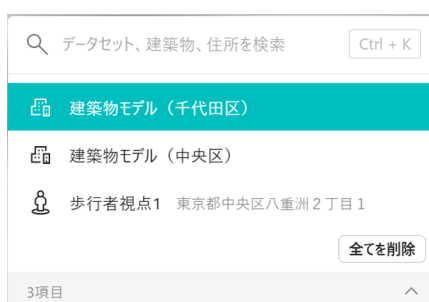 データセット、建築物、住所を検索 Ctrl + K
建築物モデル（千代田区）
建築物モデル（中央区）
歩行者視点1 東京都中央区八重洲２丁目１
全てを削除
3項目